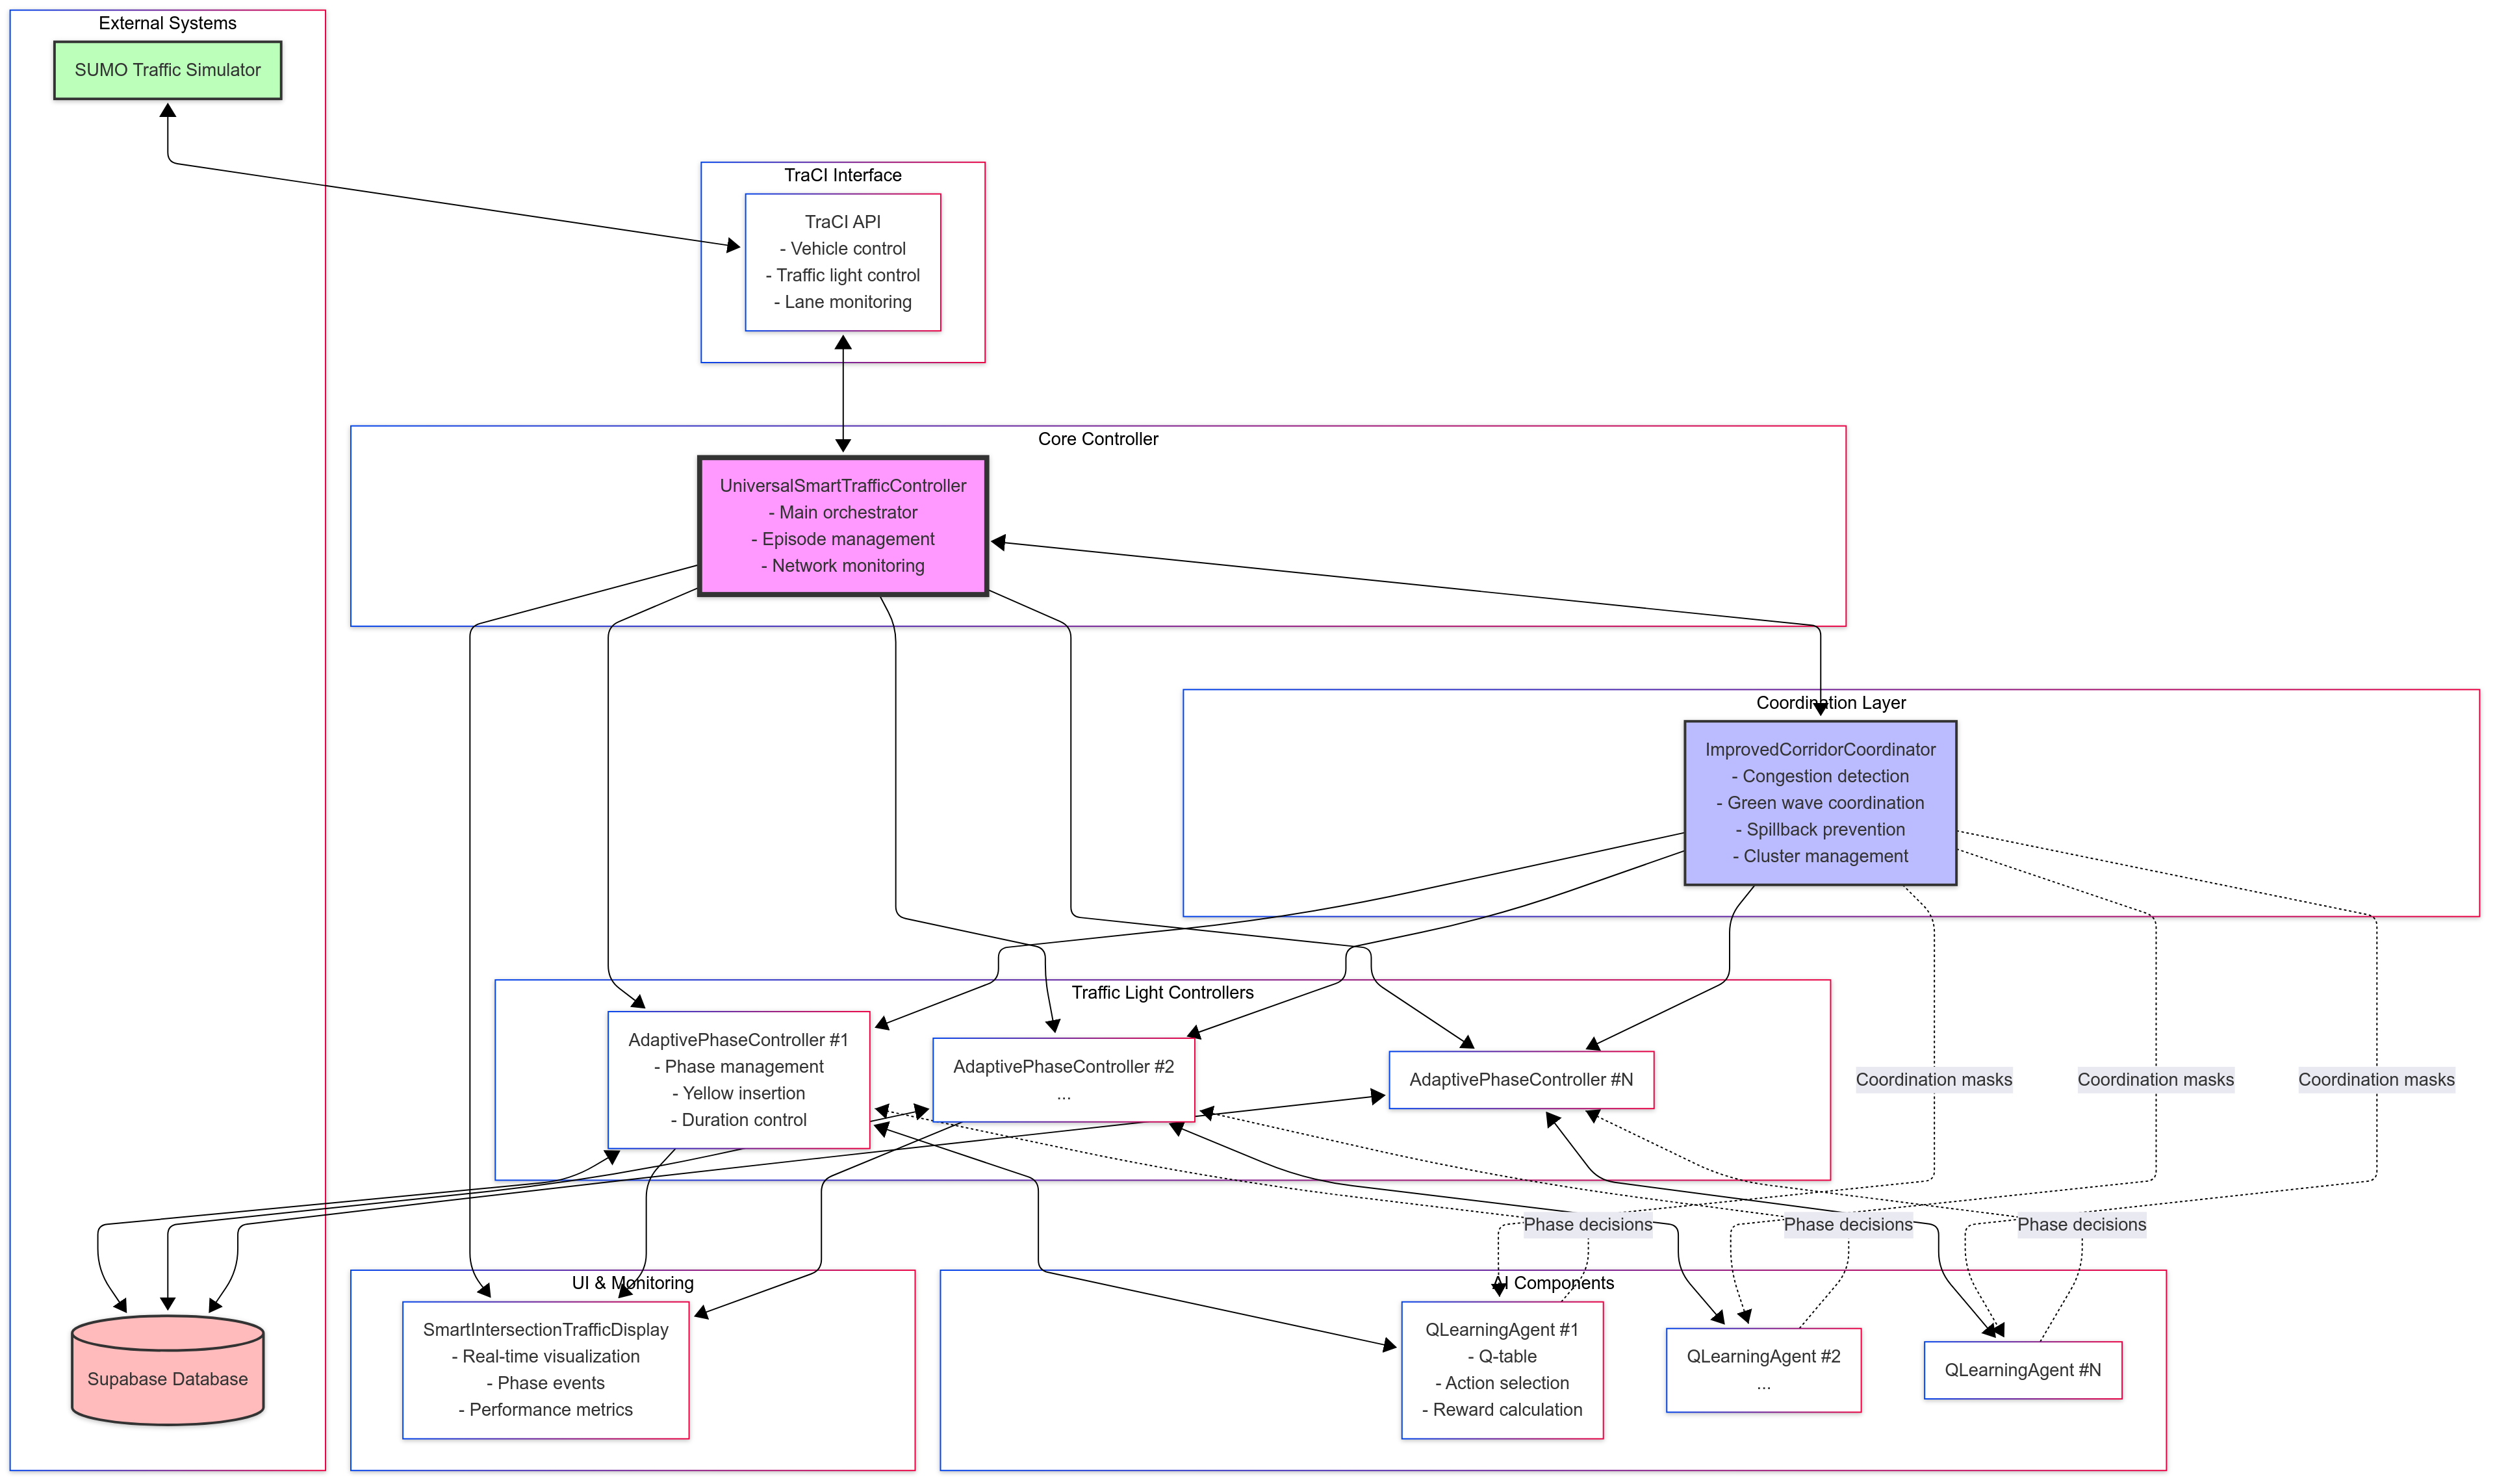 External Systems
SUMO Traffic Simulator
TraCI Interface
TraCI API
- Vehicle control
- Traffic light control
- Lane monitoring
Core Controller
UniversalSmartTrafficController
- Main orchestrator
- Episode management
- Network monitoring
Coordination Layer
ImprovedCorridorCoordinator
- Congestion detection
- Green wave coordination
- Spillback prevention
- Cluster management
Traffic Light Controllers
AdaptivePhaseController #1
- Phase management
- Yellow insertion
- Duration control
AdaptivePhaseController #2
...
AdaptivePhaseController #N
Coordination masks
Coordination masks
Coordination masks
Phase decisions
Phase decisions
Phase decisions
UI & Monitoring
SmartIntersectionTrafficDisplay
- Real-time visualization
- Phase events
- Performance metrics
AI Components
QLearningAgent #1
- Q-table
- Action selection
- Reward calculation
QLearningAgent #2
...
QLearningAgent #N
Supabase Database